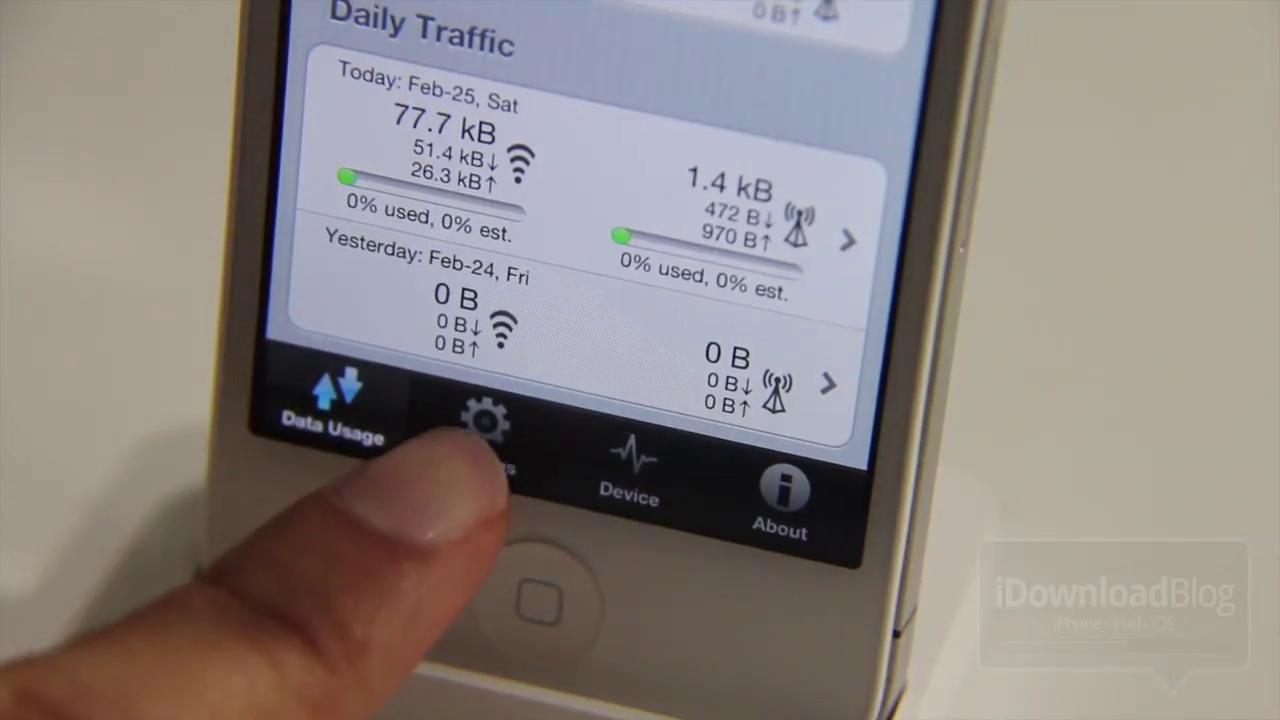 0 B↑
Daily Traffic
Today: Feb-25, Sat
77.7 kB
51.4 kB↓
26.3 kB↑
0% used, 0% est.
1.4 kB
472 B↓
970 B↑
0% used, 0% est.
Yesterday: Feb-24, Fri
0 B
0 B↓
0 B↑
0 B
0 B↓
0 B↑
Data Usage
Device
About
iDownloadBlog
iPhone • iPad • iOS